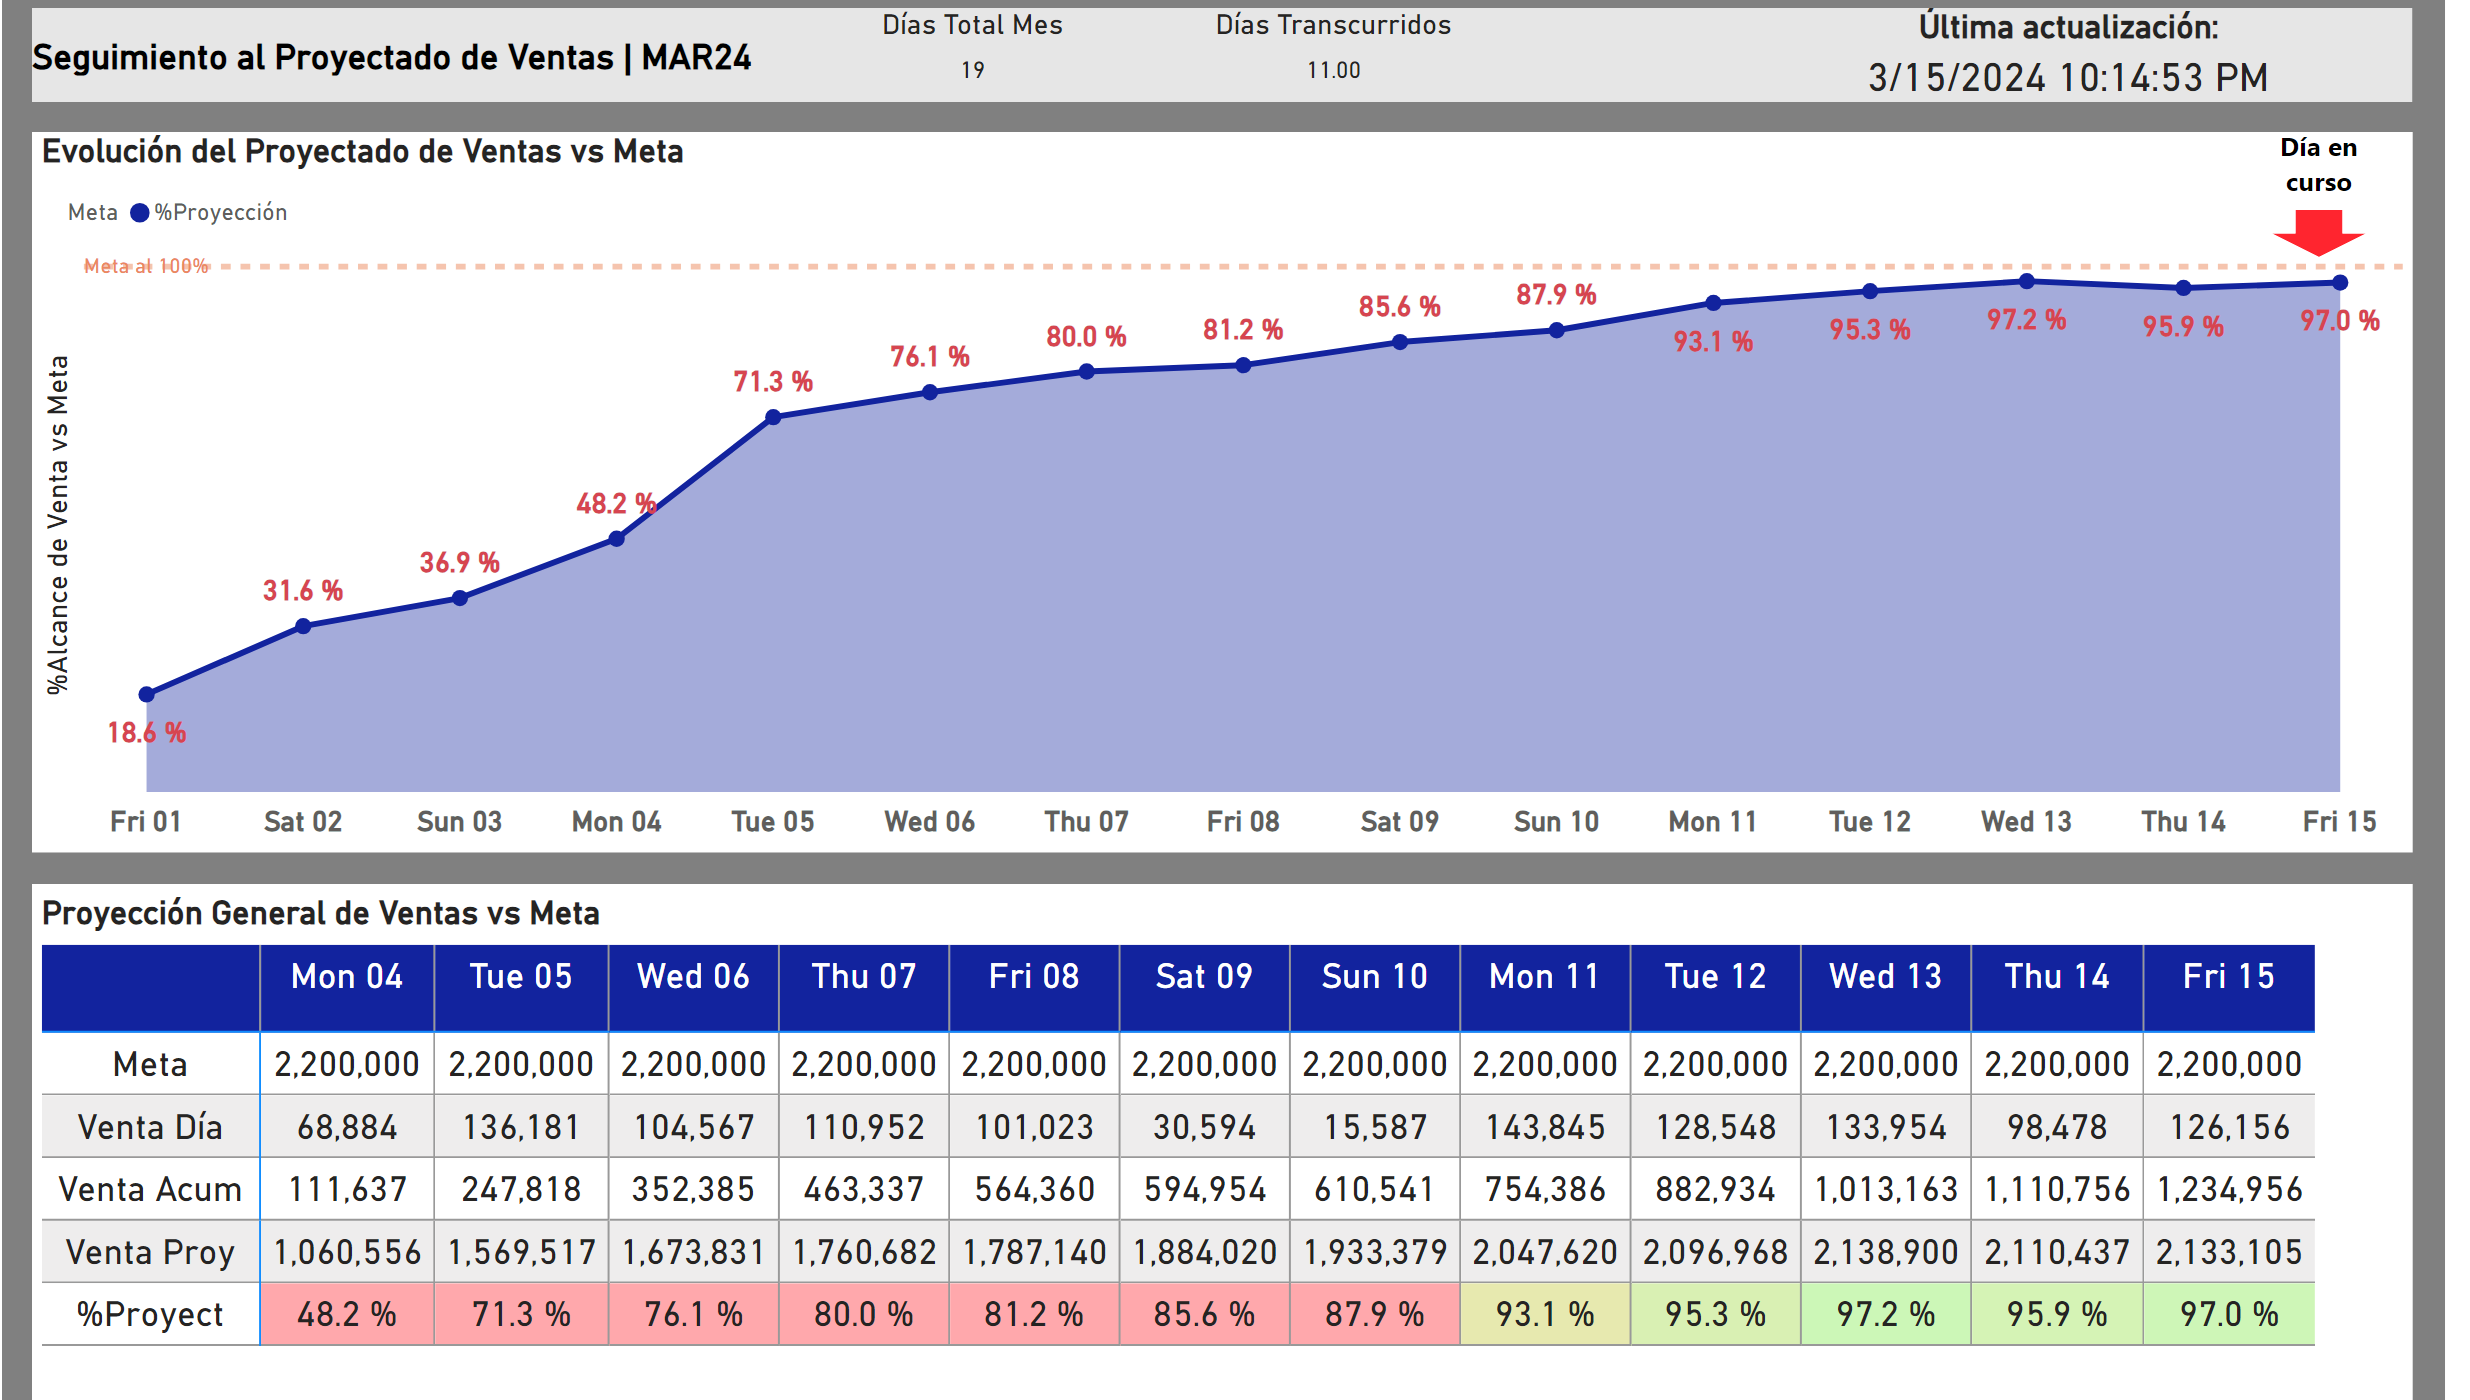 Seguimiento al Proyectado de Ventas | MAR24
Días Total Mes
19
Días Transcurridos
11.00
Última actualización:
3/15/2024 10:14:53 PM
Evolución del Proyectado de Ventas vs Meta
Día en
curso
Meta %Proyección
Meta al 100%
%Alcance de Venta vs Meta
18.6 %
31.6 %
36.9 %
48.2 %
71.3 %
76.1 %
80.0 %
81.2 %
85.6 %
87.9 %
93.1 %
95.3 %
97.2 %
95.9 %
97.0 %
Fri 01 Sat 02 Sun 03 Mon 04 Tue 05 Wed 06 Thu 07 Fri 08 Sat 09 Sun 10 Mon 11 Tue 12 Wed 13 Thu 14 Fri 15
Proyección General de Ventas vs Meta
Mon 04 Tue 05 Wed 06 Thu 07 Fri 08 Sat 09 Sun 10 Mon 11 Tue 12 Wed 13 Thu 14 Fri 15
Meta 2,200,000 2,200,000 2,200,000 2,200,000 2,200,000 2,200,000 2,200,000 2,200,000 2,200,000 2,200,000 2,200,000 2,200,000
Venta Día 68,884 136,181 104,567 110,952 101,023 30,594 15,587 143,845 128,548 133,954 98,478 126,156
Venta Acum 111,637 247,818 352,385 463,337 564,360 594,954 610,541 754,386 882,934 1,013,163 1,110,756 1,234,956
Venta Proy 1,060,556 1,569,517 1,673,831 1,760,682 1,787,140 1,884,020 1,933,379 2,047,620 2,096,968 2,138,900 2,110,437 2,133,105
%Proyect 48.2 % 71.3 % 76.1 % 80.0 % 81.2 % 85.6 % 87.9 % 93.1 % 95.3 % 97.2 % 95.9 % 97.0 %